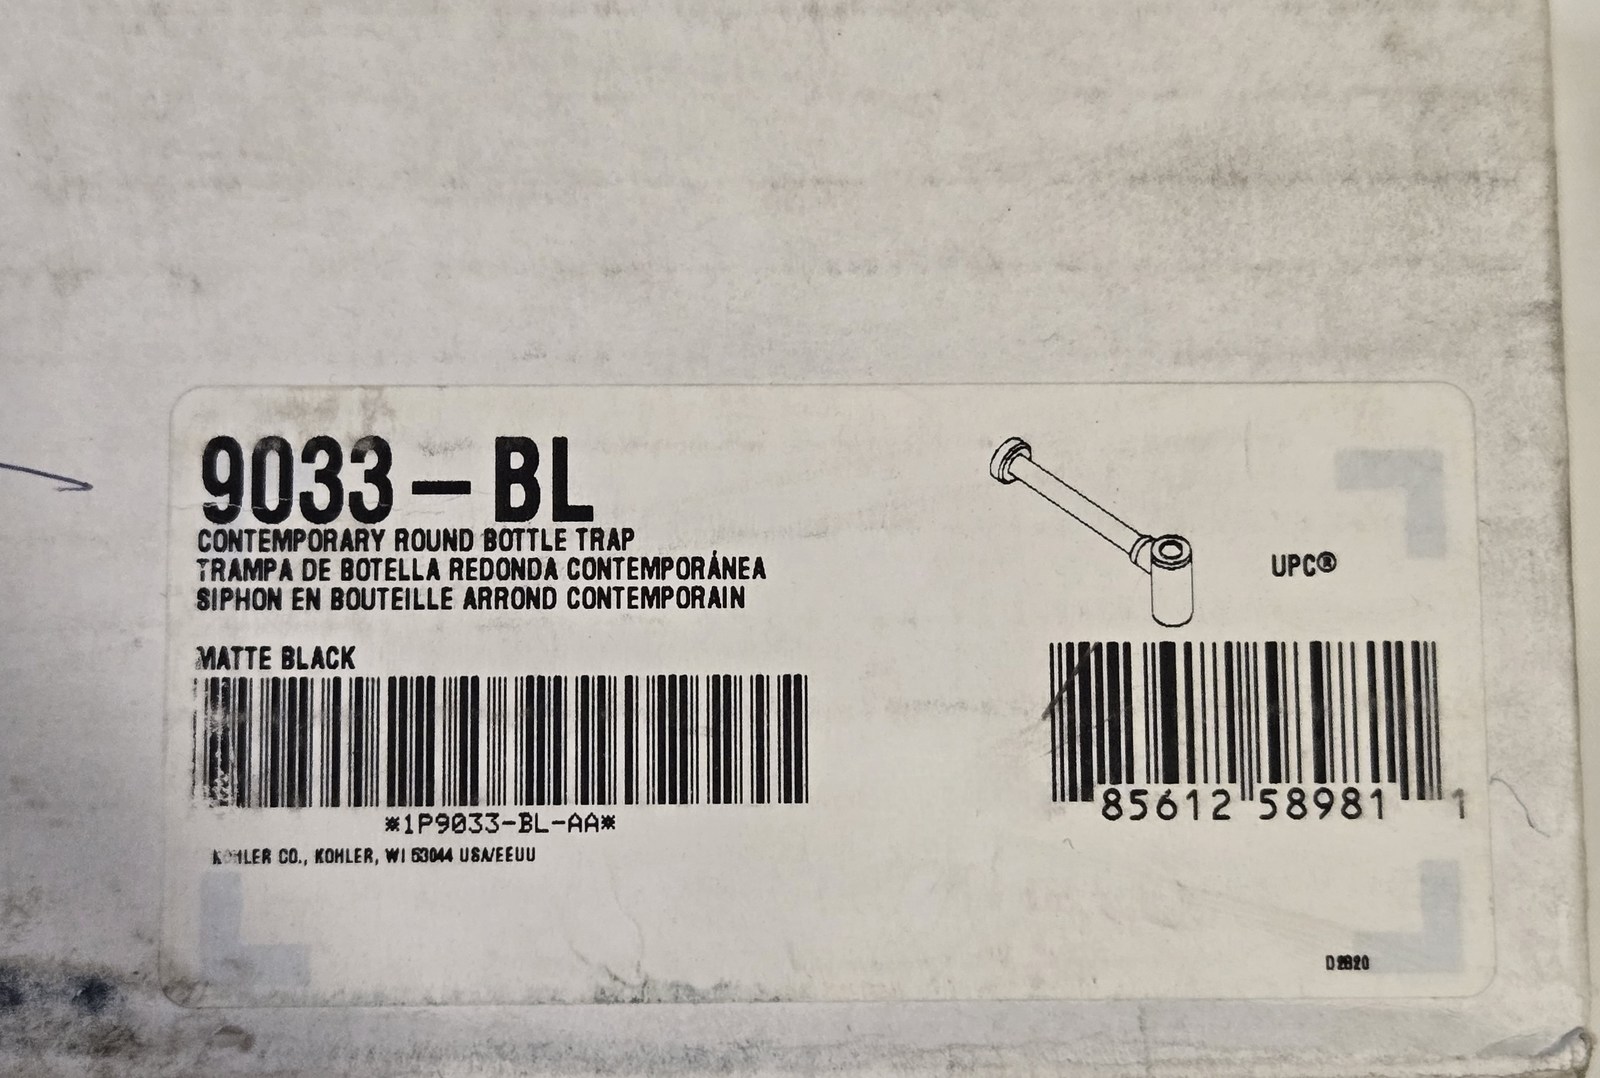 9033-BL
CONTEMPORARY ROUND BOTTLE TRAP
TRAMPA DE BOTELLA REDONDA CONTEMPORÁNEA
SIPHON EN BOUTEILLE ARROND CONTEMPORAIN
MATTE BLACK
*1P9033-BL-AA*
KOHLER CO., KOHLER, WI 53044 USA/EEUU
UPC®
85612 58981 1